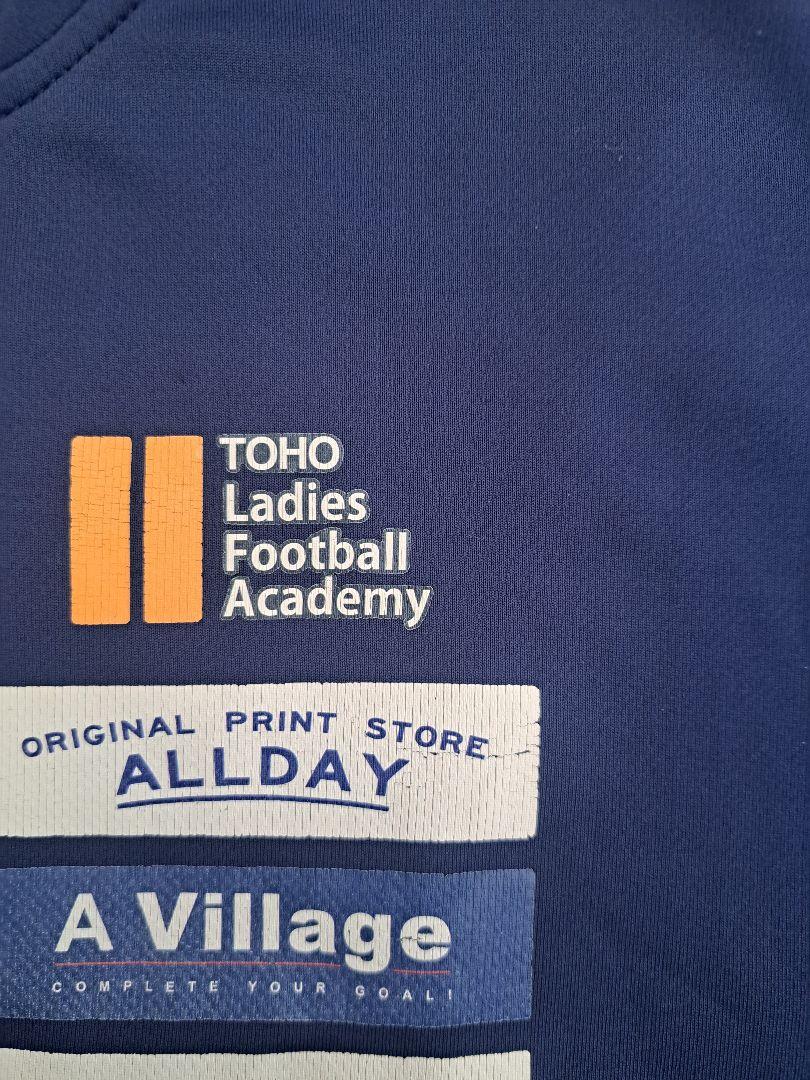 TOHO
Ladies
Football
Academy
ORIGINAL PRINT STORE
ALLDAY
A Village
COMPLETE YOUR GOAL!